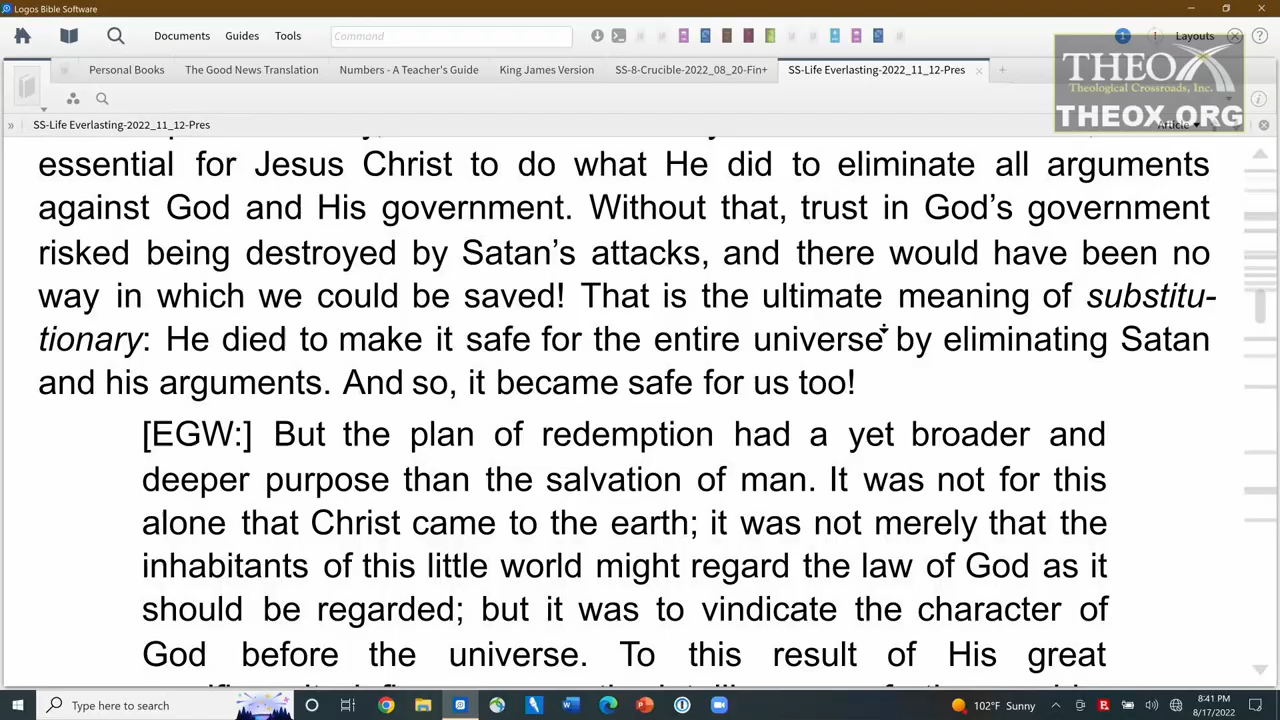 Logos Bible Software
Documents Guides Tools Command Layouts
Personal Books The Good News Translation Numbers - A Teacher's Guide King James Version SS-8-Crucible-2022_08_20-Fin+ SS-Life Everlasting-2022_11_12-Pres
THEOX
Theological Crossroads, Inc.
THEOX.ORG
SS-Life Everlasting-2022_11_12-Pres Article
essential for Jesus Christ to do what He did to eliminate all arguments
against God and His government. Without that, trust in God's government
risked being destroyed by Satan's attacks, and there would have been no
way in which we could be saved! That is the ultimate meaning of substitu-
tionary: He died to make it safe for the entire universe by eliminating Satan
and his arguments. And so, it became safe for us too!
[EGW:] But the plan of redemption had a yet broader and
deeper purpose than the salvation of man. It was not for this
alone that Christ came to the earth; it was not merely that the
inhabitants of this little world might regard the law of God as it
should be regarded; but it was to vindicate the character of
God before the universe. To this result of His great
Type here to search
102°F Sunny
8:41 PM
8/17/2022